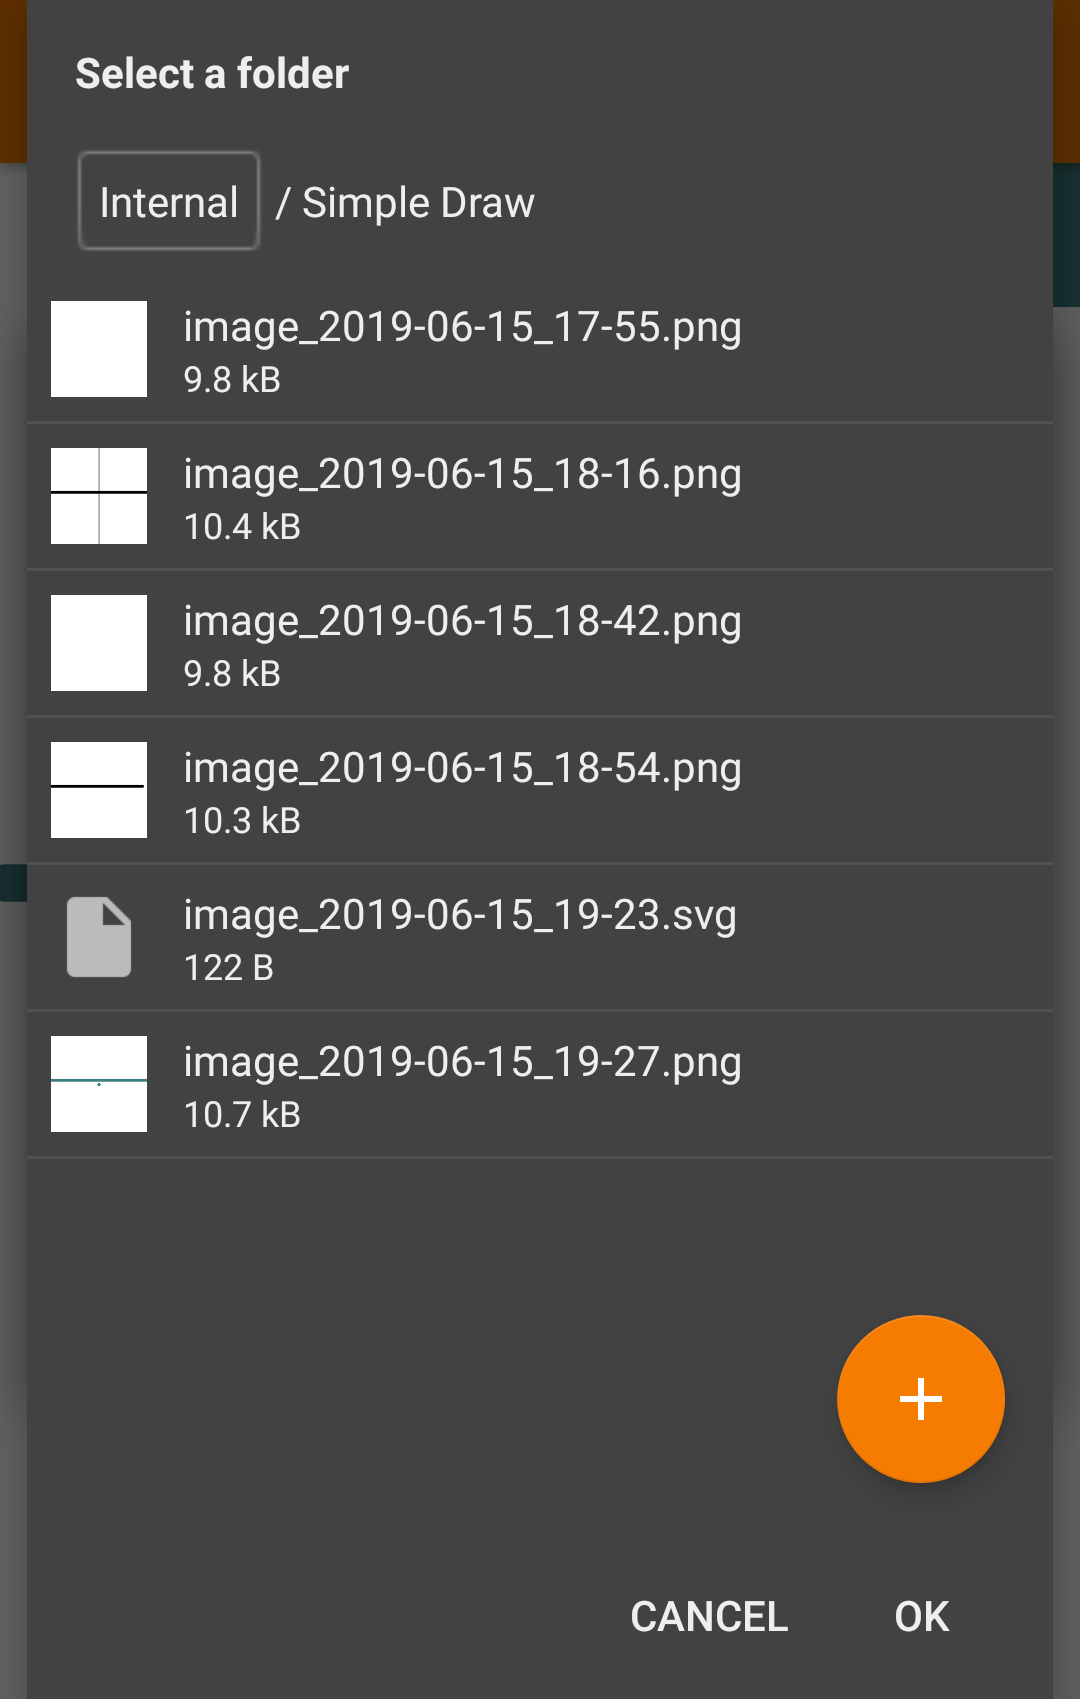 Select a folder
Internal / Simple Draw
image_2019-06-15_17-55.png
9.8 kB
image_2019-06-15_18-16.png
10.4 kB
image_2019-06-15_18-42.png
9.8 kB
image_2019-06-15_18-54.png
10.3 kB
image_2019-06-15_19-23.svg
122 B
image_2019-06-15_19-27.png
10.7 kB
CANCEL OK